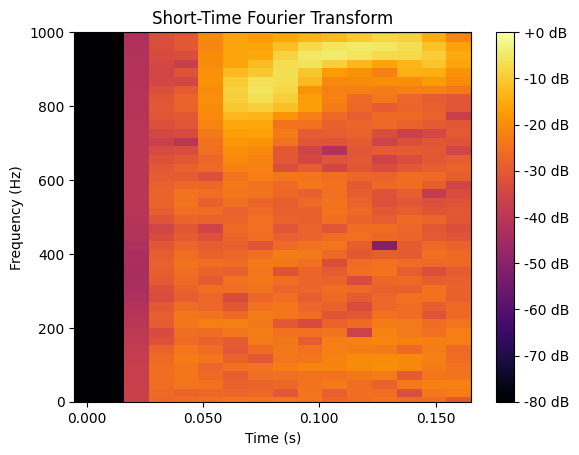 Short-Time Fourier Transform
1000
800
600
400
200
0
Frequency (Hz)
0.000
0.050
0.100
0.150
Time (s)
+0 dB
-10 dB
-20 dB
-30 dB
-40 dB
-50 dB
-60 dB
-70 dB
-80 dB